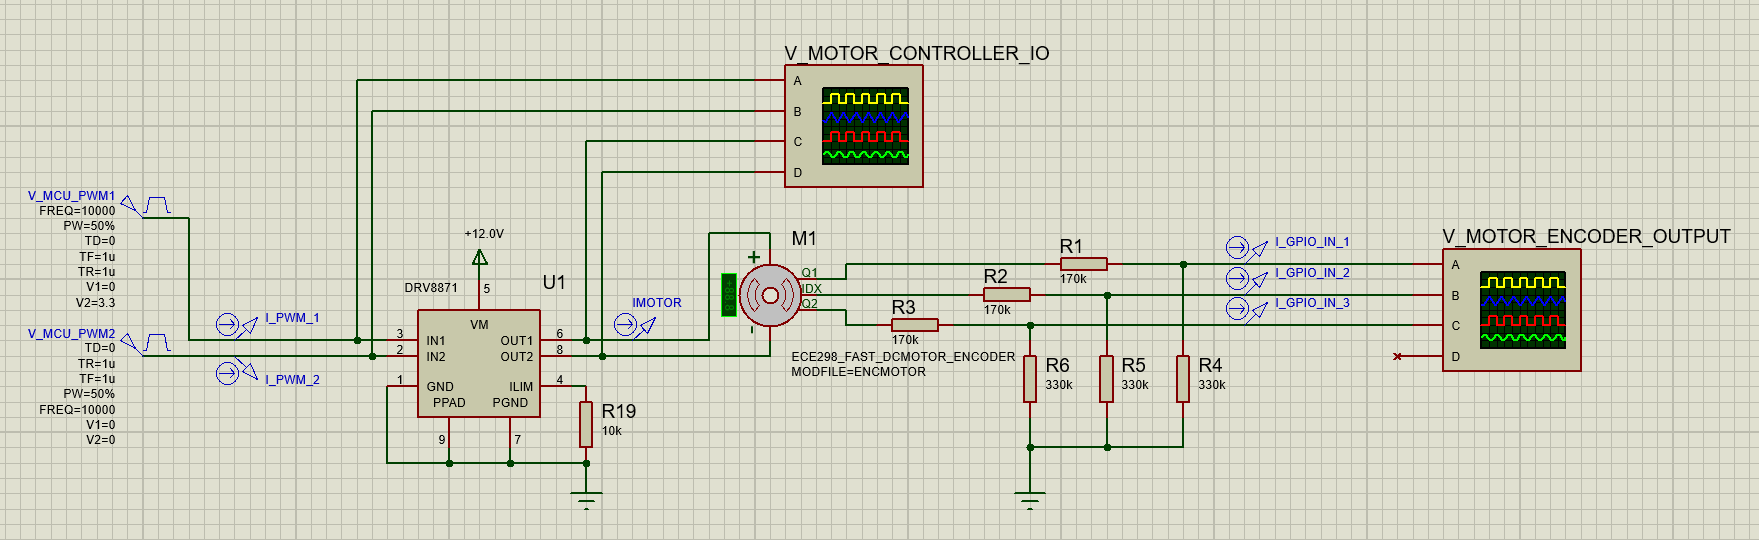 V_MOTOR_CONTROLLER_IO
A
B
C
D
V_MCU_PWM1
FREQ=10000
PW=50%
TD=0
TF=1u
TR=1u
V1=0
V2=3.3
V_MCU_PWM2
TD=0
TR=1u
TF=1u
PW=50%
FREQ=10000
V1=0
V2=0
I_PWM_1
I_PWM_2
+12.0V
DRV8871
5
U1
VM
3
IN1
2
IN2
1
GND
PPAD
PGND
OUT1
6
OUT2
8
ILIM
4
9
7
R19
10k
IMOTOR
M1
+
-
Q1
IDX
Q2
ECE298_FAST_DCMOTOR_ENCODER
MODFILE=ENCMOTOR
R1
170k
R2
170k
R3
170k
R6
330k
R5
330k
R4
330k
I_GPIO_IN_1
I_GPIO_IN_2
I_GPIO_IN_3
V_MOTOR_ENCODER_OUTPUT
A
B
C
D